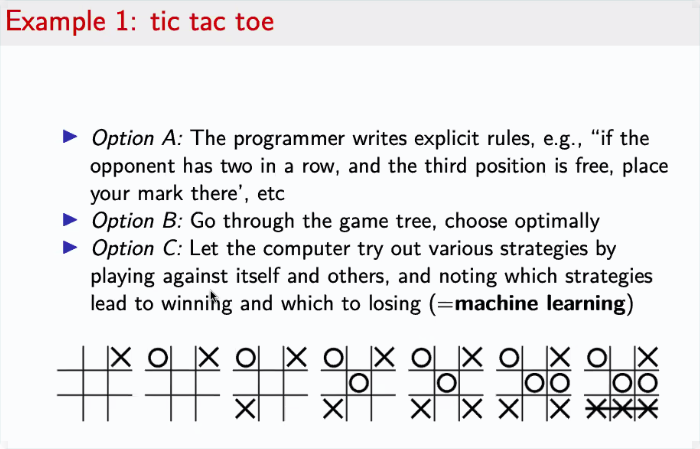 Example 1: tic tac toe
▶ Option A: The programmer writes explicit rules, e.g., “if the
opponent has two in a row, and the third position is free, place
your mark there’, etc
▶ Option B: Go through the game tree, choose optimally
▶ Option C: Let the computer try out various strategies by
playing against itself and others, and noting which strategies
lead to winning and which to losing (=machine learning)
X O X O X O X O X O X O X
O O O O O O
X X X X X X X X X